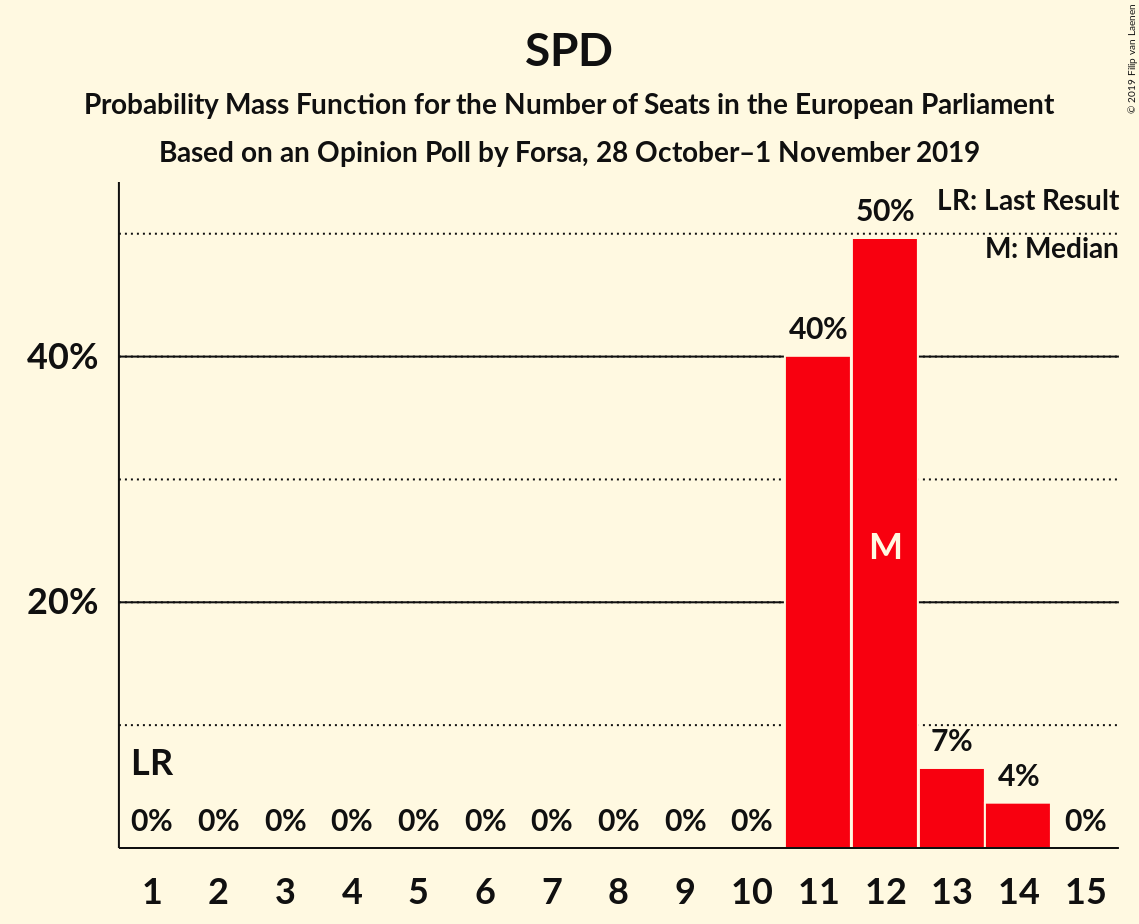 SPD
Probability Mass Function for the Number of Seats in the European Parliament
Based on an Opinion Poll by Forsa, 28 October–1 November 2019
© 2019 Filip van Laenen
LR: Last Result
M: Median
50%
40%
40%
M
20%
7%
4%
LR
0% 0% 0% 0% 0% 0% 0% 0% 0% 0% 0%
1 2 3 4 5 6 7 8 9 10 11 12 13 14 15